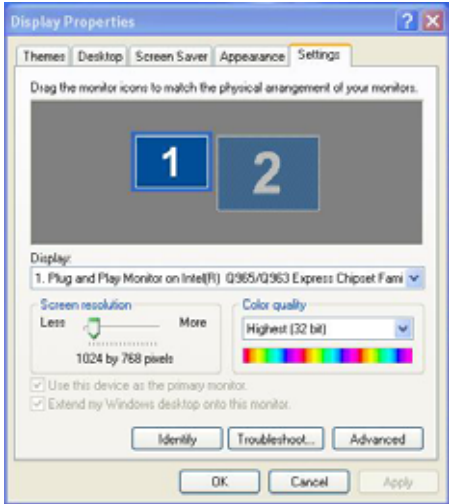 Display Properties
Themes Desktop Screen Saver Appearance Settings
Drag the monitor icons to match the physical arrangement of your monitors.
1 2
Display:
1. Plug and Play Monitor on Intel(R) Q965/Q963 Express Chipset Fami
Screen resolution
Less More
1024 by 768 pixels
Color quality
Highest (32 bit)
Use this device as the primary monitor.
Extend my Windows desktop onto this monitor.
Identify Troubleshoot... Advanced
OK Cancel Apply